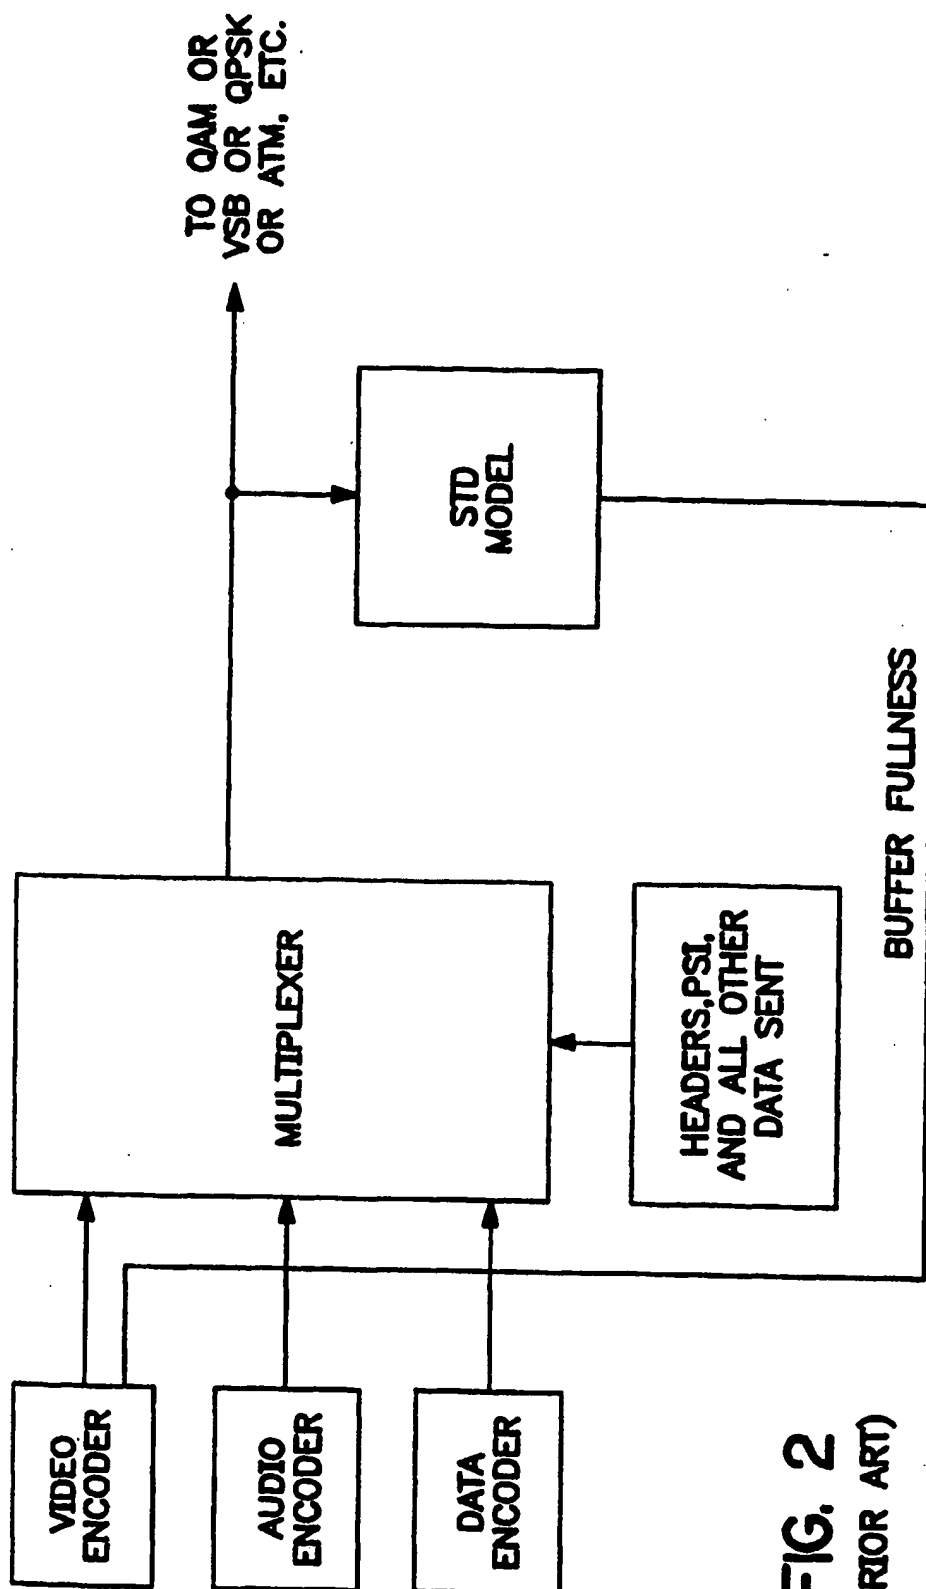 TO QAM OR
VSB OR QPSK
OR ATM, ETC.
STD
MODEL
BUFFER FULLNESS
MULTIPLEXER
HEADERS,PSI,
AND ALL OTHER
DATA SENT
VIDEO
ENCODER
AUDIO
ENCODER
DATA
ENCODER
FIG. 2
RIOR ART)